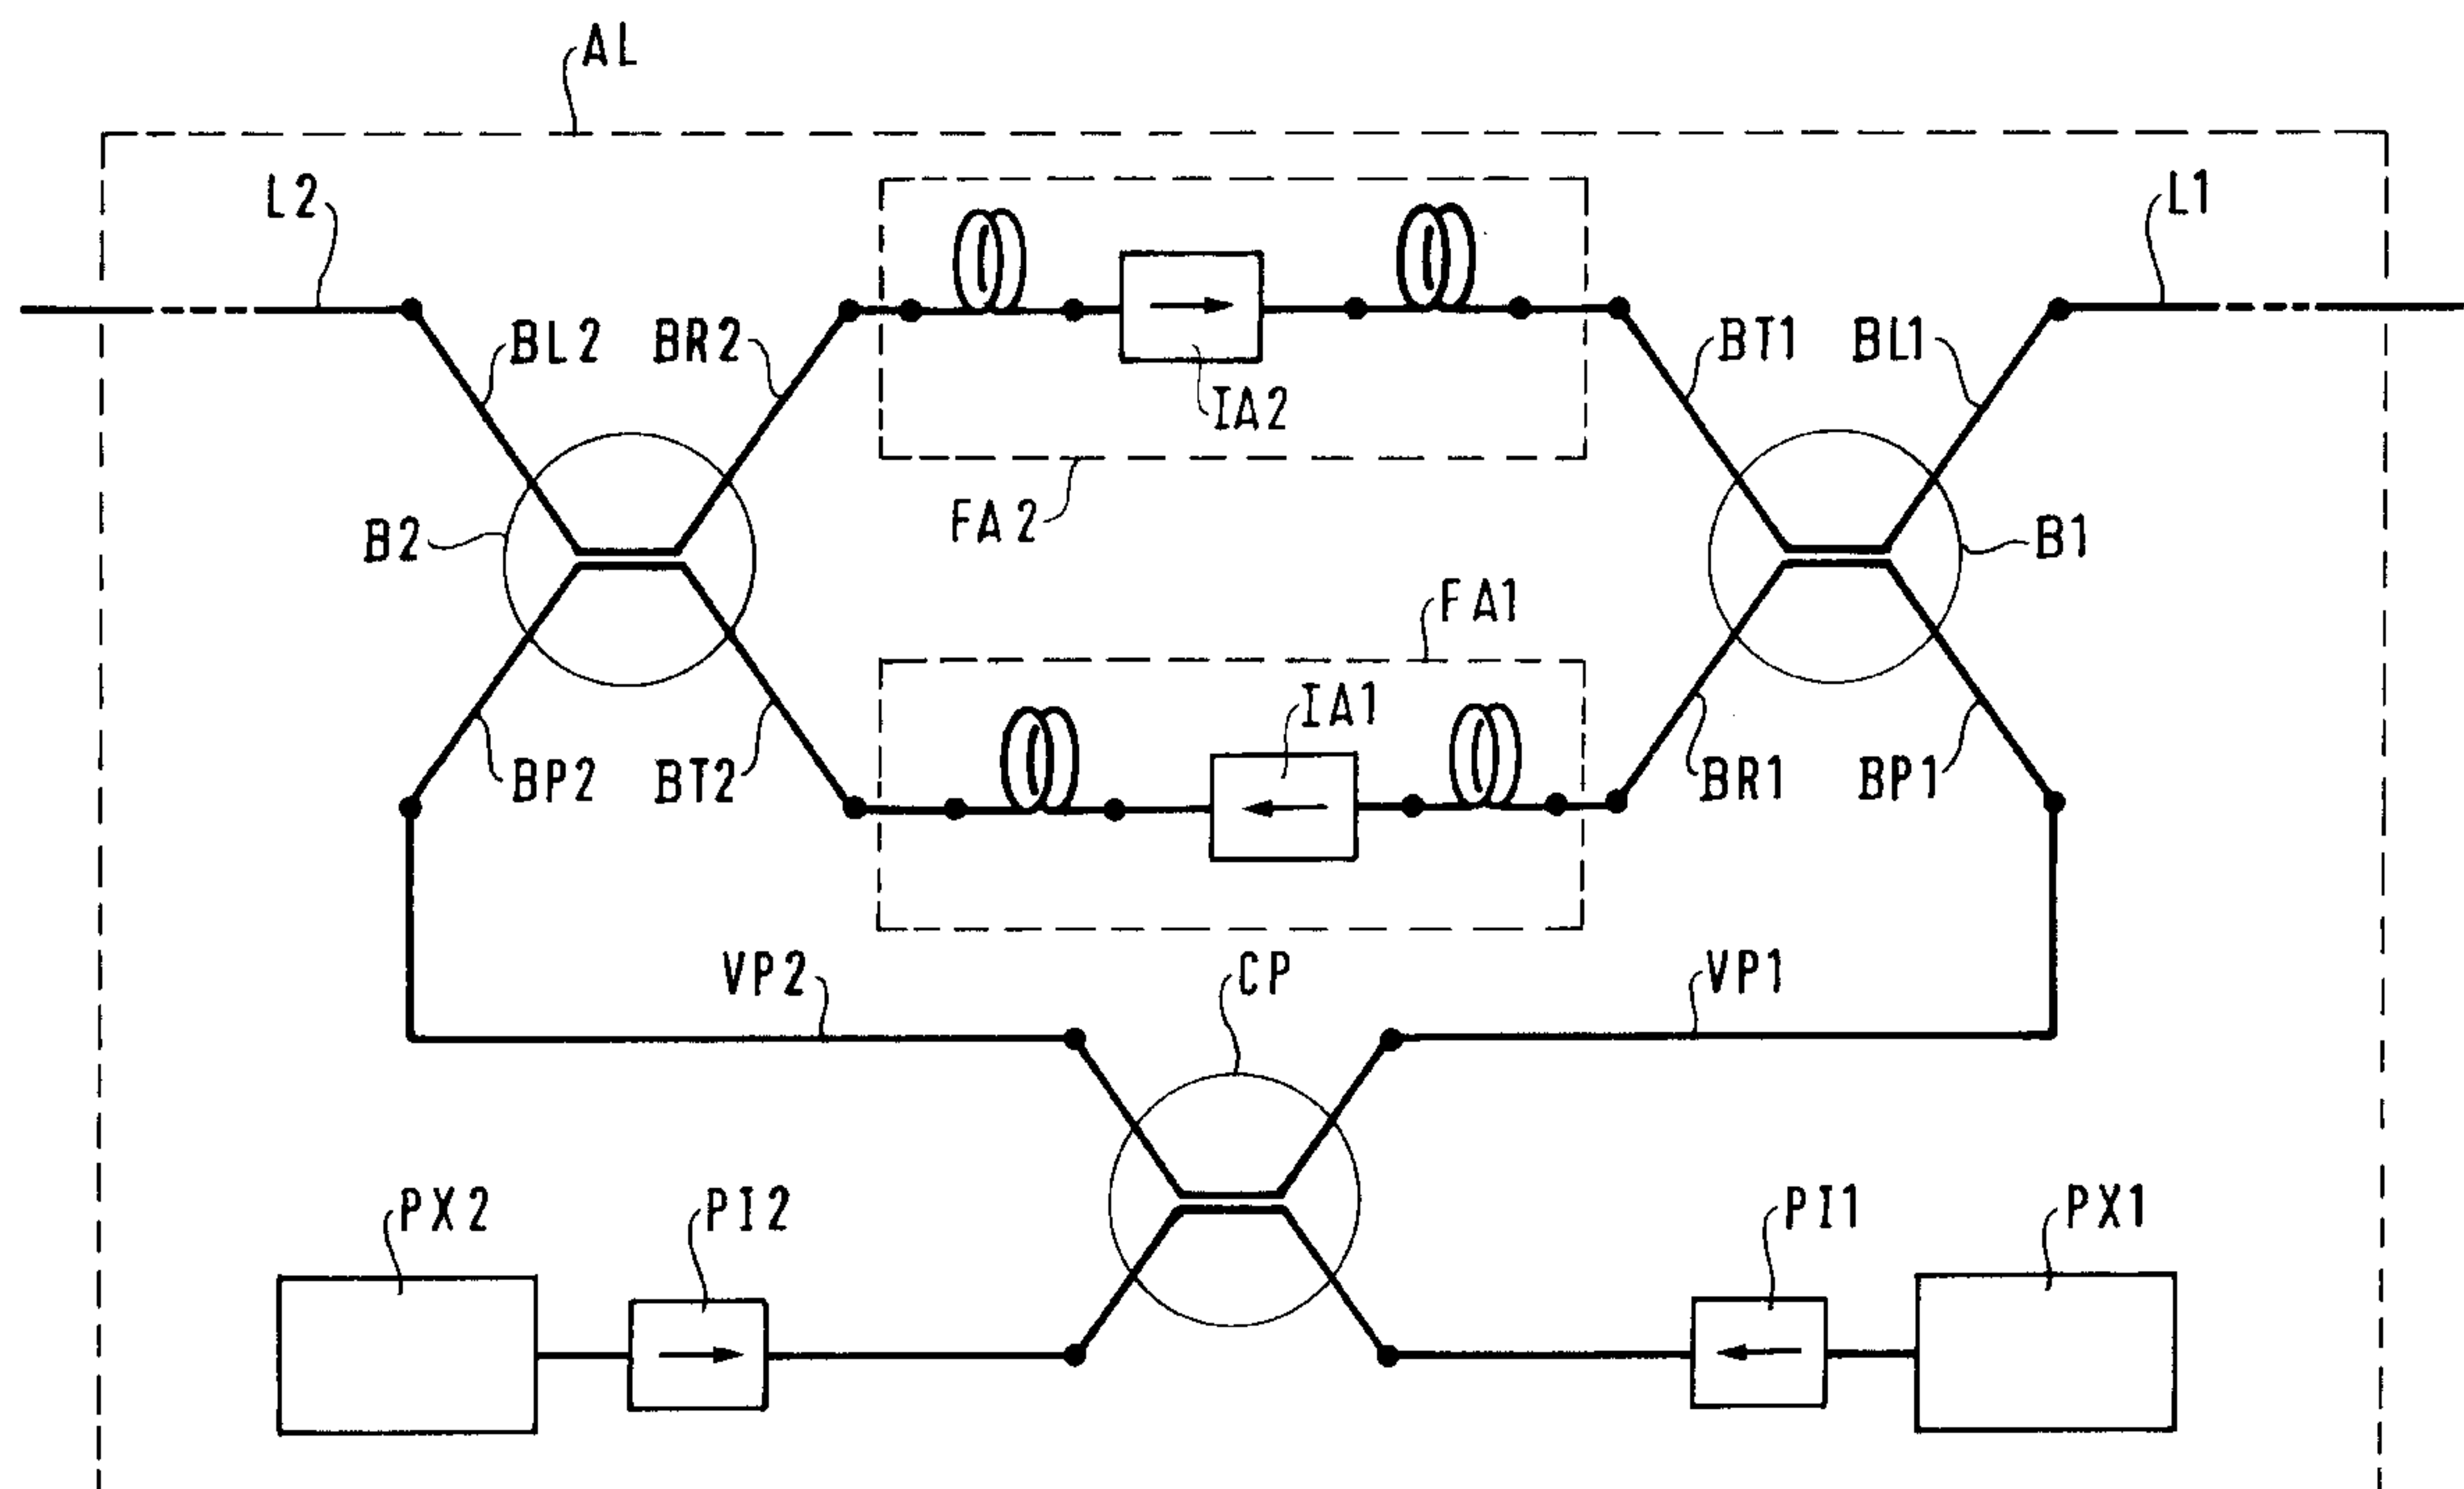 AL
L2
L1
BL2
BR2
BT1
BL1
IA2
FA2
B2
B1
FA1
IA1
BP2
BT2
BR1
BP1
VP2
CP
VP1
PX2
PI2
PI1
PX1